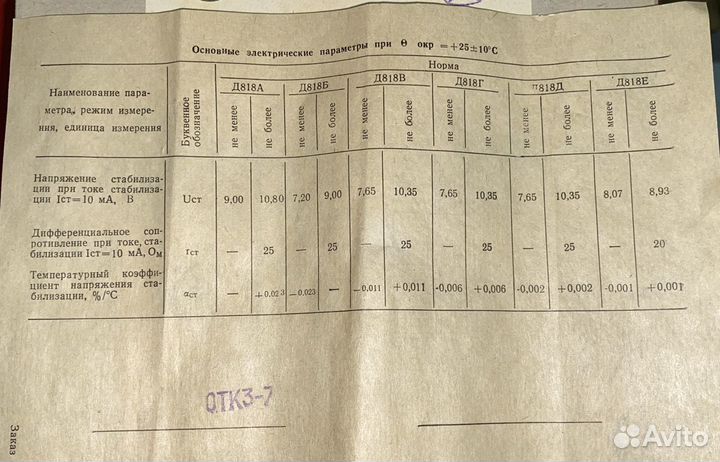 Основные электрические параметры при Θ окр =+25±10°С
Наименование пара-
метра, режим измере-
ния, единица измерения
Буквенное
обозначение
Норма
Д818А Д818Б Д818В Д818Г Д818Д Д818Е
не менее не более не менее не более не менее не более не менее не более не менее не более не менее не более
Напряжение стабилиза-
ции при токе стабилиза-
ции Iст=10 мА, В
Uст 9,00 10,80 7,20 9,00 7,65 10,35 7,65 10,35 7,65 10,35 8,07 8,93
Дифференциальное соп-
ротивление при токе, ста-
билизации Iст=10 мА, Ом
rст — 25 — 25 — 25 — 25 — 25 — 20
Температурный коэффи-
циент напряжения ста-
билизации, %/°С
αст — +0.023 —0.023 — —0.011 +0,011 -0,006 +0,006 -0,002 +0,002 -0,001 +0,001
ОТК3-7
Заказ
Avito